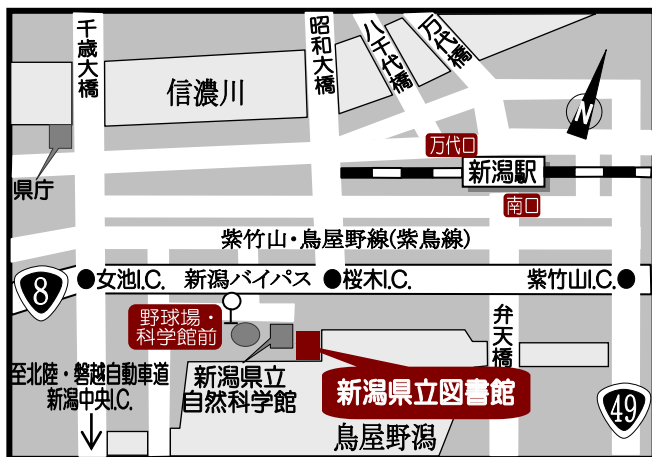 千歳大橋
昭和大橋
八千代橋
万代橋
信濃川
N
万代口
県庁
新潟駅
南口
紫竹山・鳥屋野線(紫鳥線)
8
女池I.C.
新潟バイパス
桜木I.C.
紫竹山I.C.
野球場・
科学館前
弁天橋
至北陸・磐越自動車道
新潟中央I.C.
新潟県立
自然科学館
新潟県立図書館
49
鳥屋野潟